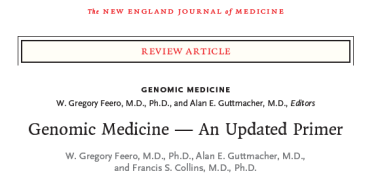 The NEW ENGLAND JOURNAL of MEDICINE
REVIEW ARTICLE
GENOMIC MEDICINE
W. Gregory Feero, M.D., Ph.D., and Alan E. Guttmacher, M.D., Editors
Genomic Medicine — An Updated Primer
W. Gregory Feero, M.D., Ph.D., Alan E. Guttmacher, M.D.,
and Francis S. Collins, M.D., Ph.D.